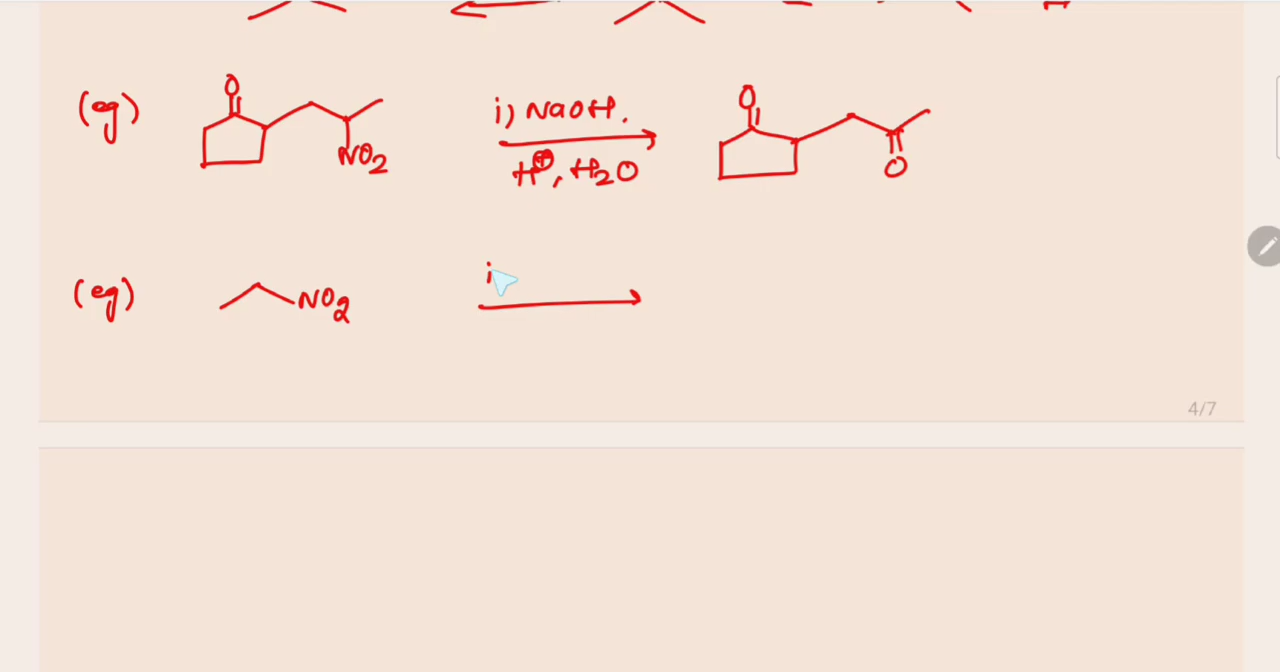 O O
(eg) i) NaOH.
NO2 H⊕, H2O O
(eg) NO2 i
4/7